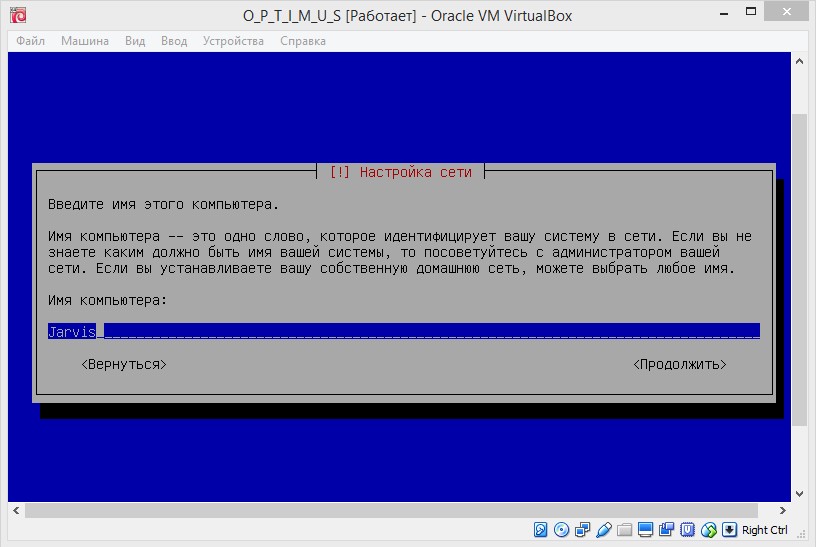 O_P_T_I_M_U_S [Работает] - Oracle VM VirtualBox
Файл Машина Вид Ввод Устройства Справка
[!] Настройка сети
Введите имя этого компьютера.
Имя компьютера -- это одно слово, которое идентифицирует вашу систему в сети. Если вы не
знаете каким должно быть имя вашей системы, то посоветуйтесь с администратором вашей
сети. Если вы устанавливаете вашу собственную домашнюю сеть, можете выбрать любое имя.
Имя компьютера:
Jarvis
<Вернуться> <Продолжить>
Right Ctrl